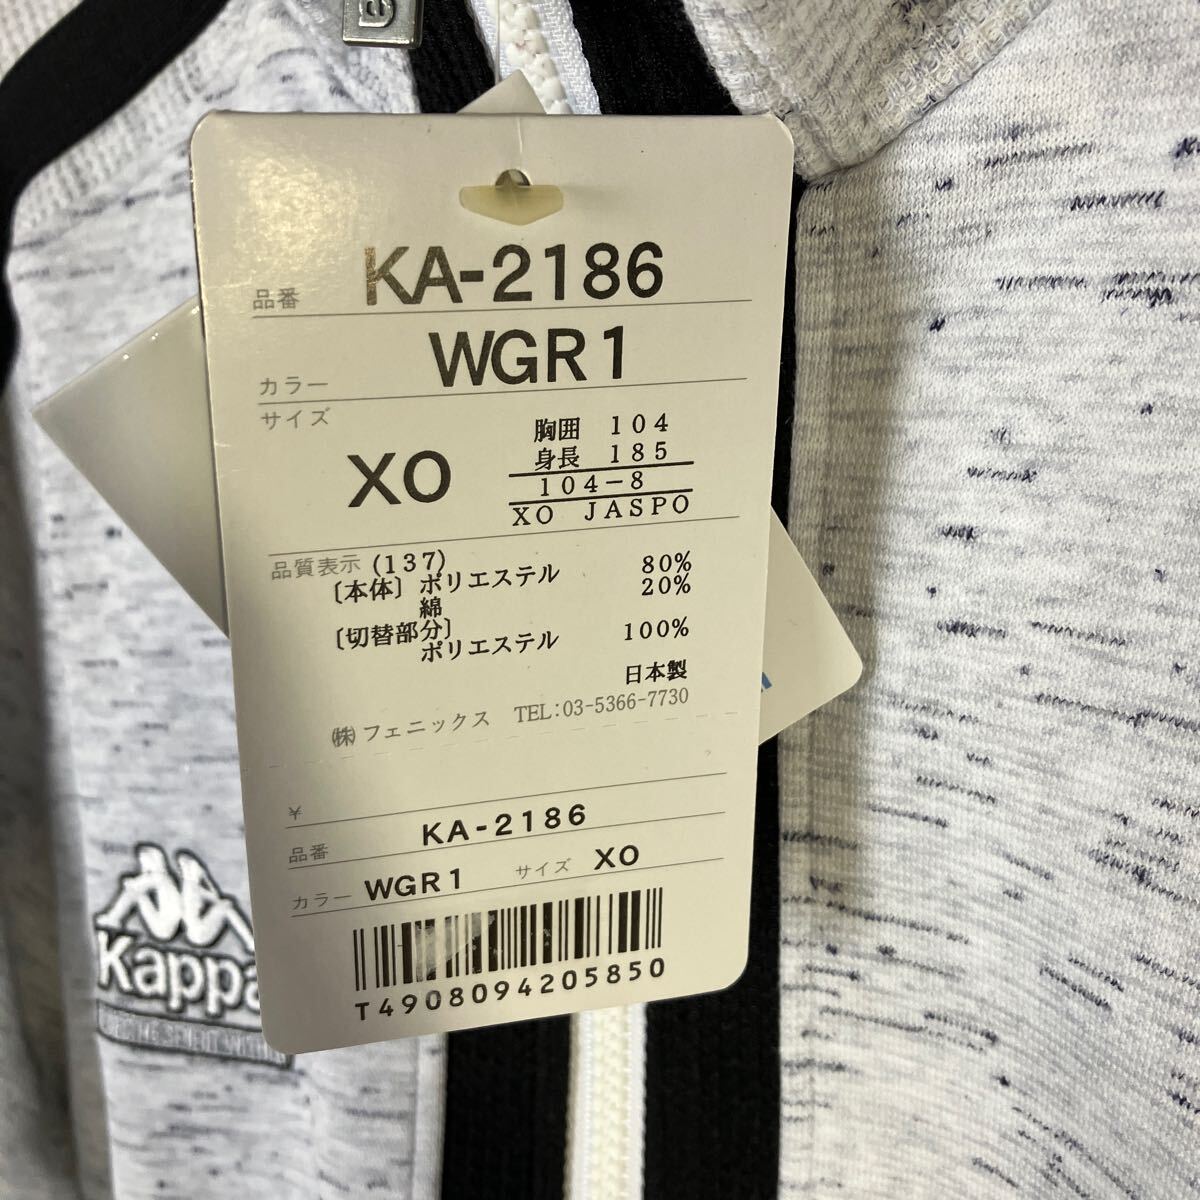 KA-2186
品番
WGR1
カラー
サイズ
XO
胸囲 104
身長 185
104-8
XO JASPO
品質表示 (137)
〔本体〕ポリエステル 80%
綿 20%
〔切替部分〕
ポリエステル 100%
日本製
㈱フェニックス TEL:03-5366-7730
¥
品番 KA-2186
カラー WGR1 サイズ XO
T4908094205850
Kappa